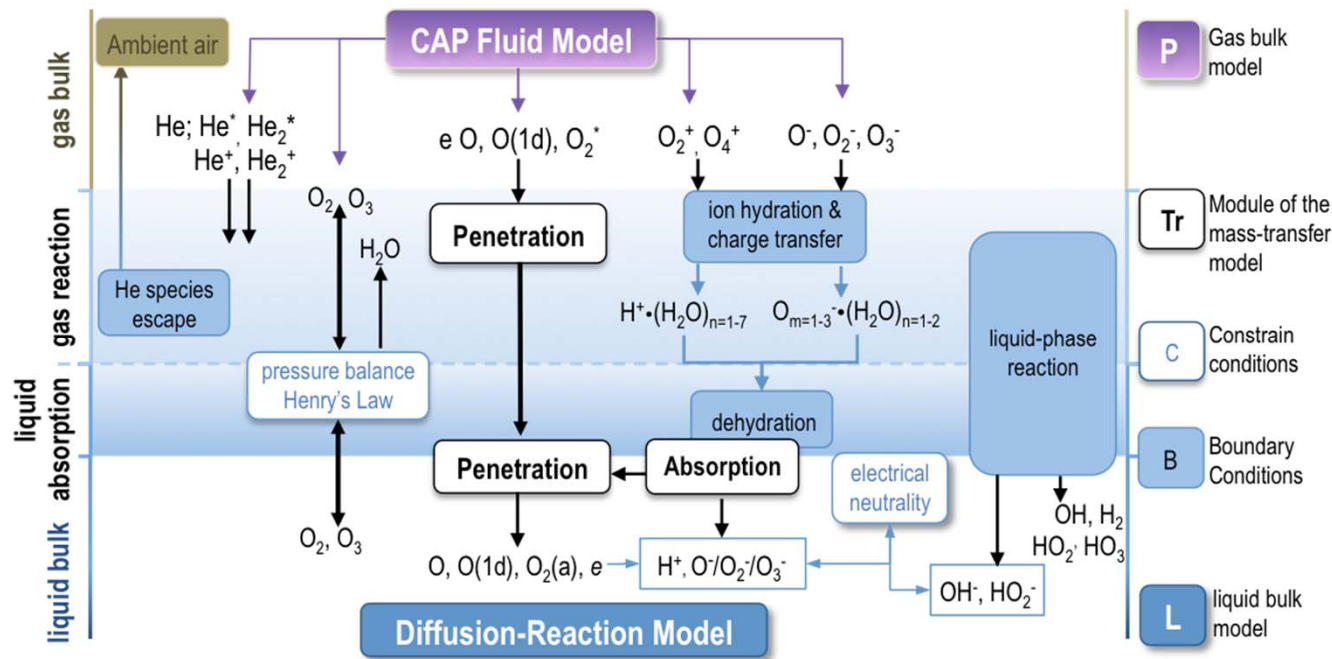 CAP Fluid Model
Ambient air
He; He*, He₂*
He⁺, He₂⁺
e O, O(1d), O₂*
O₂⁺, O₄⁺
O⁻, O₂⁻, O₃⁻
O₂, O₃
H₂O
Penetration
ion hydration &
charge transfer
He species
escape
H⁺•(H₂O)n=1-7
Om=1-3⁻•(H₂O)n=1-2
liquid-phase
reaction
pressure balance
Henry's Law
dehydration
Penetration
Absorption
electrical
neutrality
O₂, O₃
OH, H₂
HO₂, HO₃
O, O(1d), O₂(a), e
H⁺, O⁻/O₂⁻/O₃⁻
OH⁻, HO₂⁻
Diffusion-Reaction Model
gas bulk
gas reaction
liquid
absorption
liquid bulk
P
Gas bulk
model
Tr
Module of the
mass-transfer
model
C
Constrain
conditions
B
Boundary
Conditions
L
liquid bulk
model